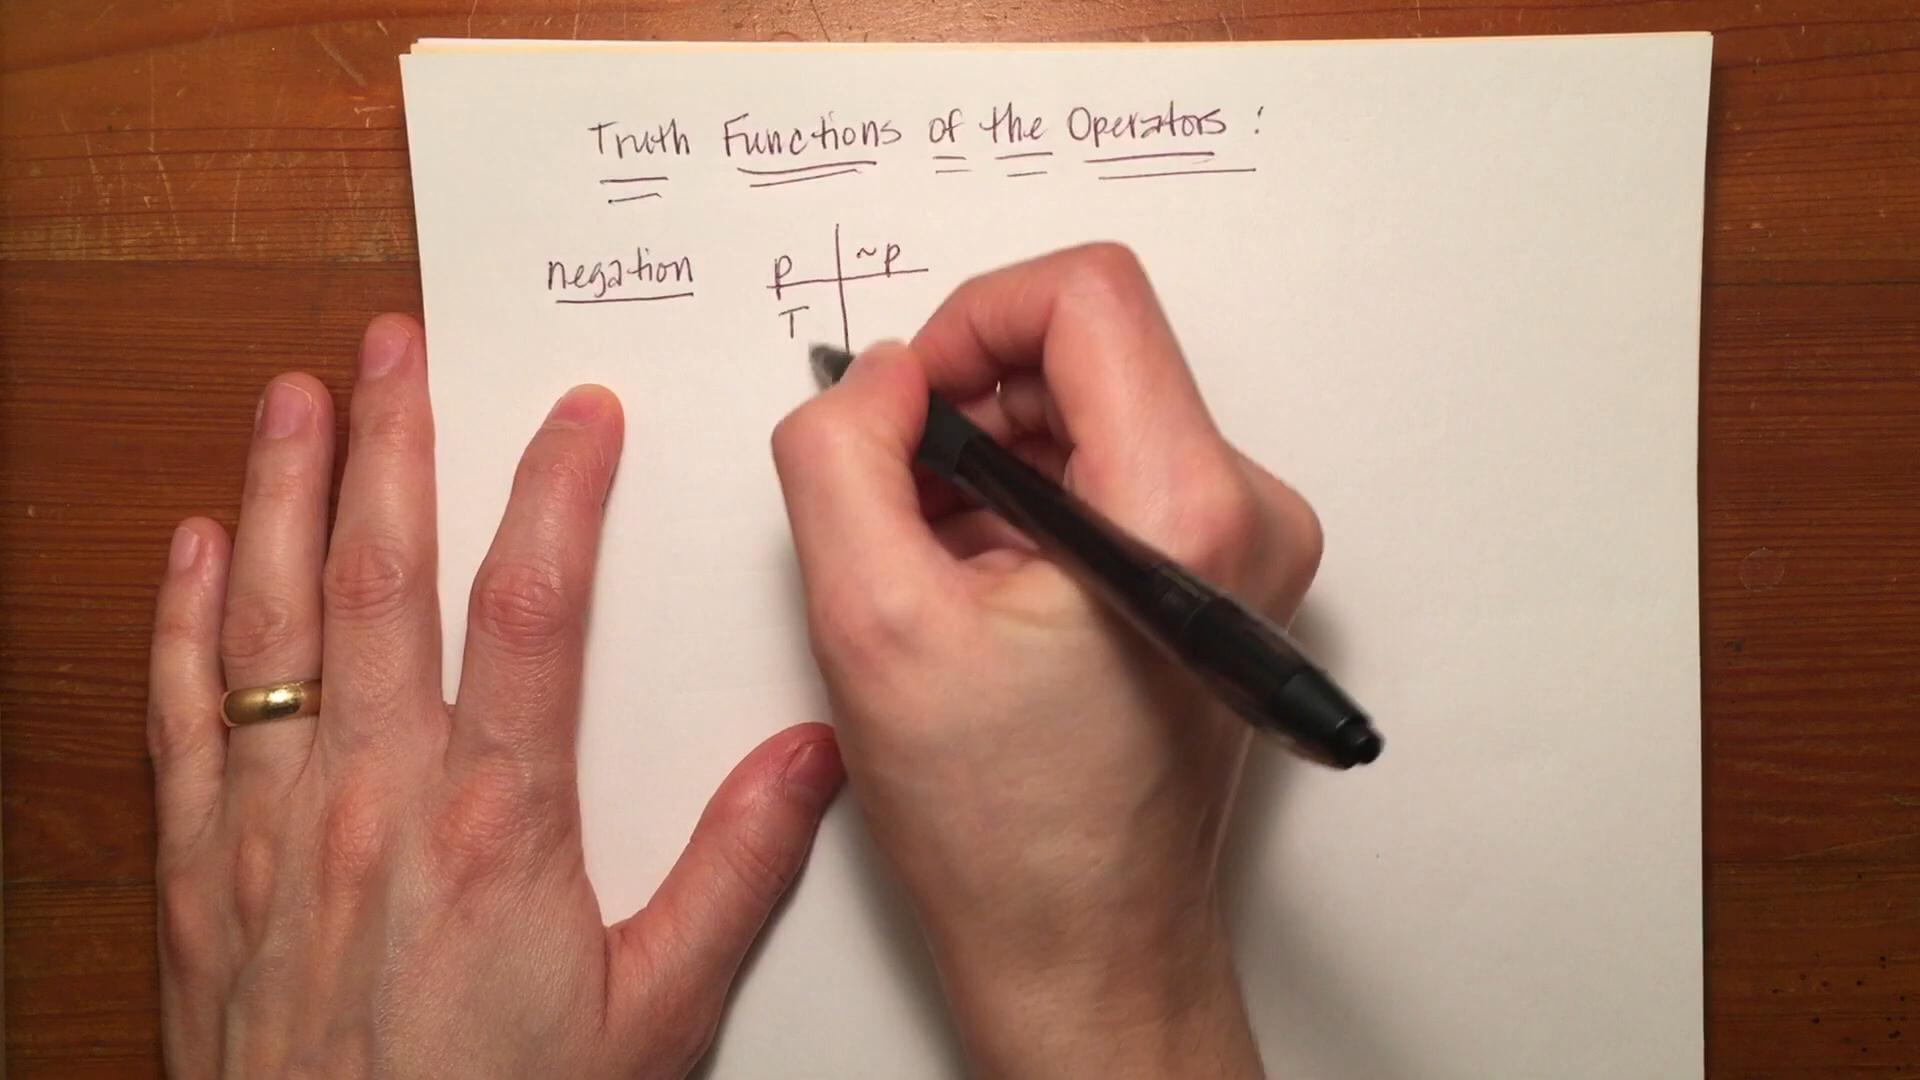 Truth Functions of the Operators :
negation
p ~p
T